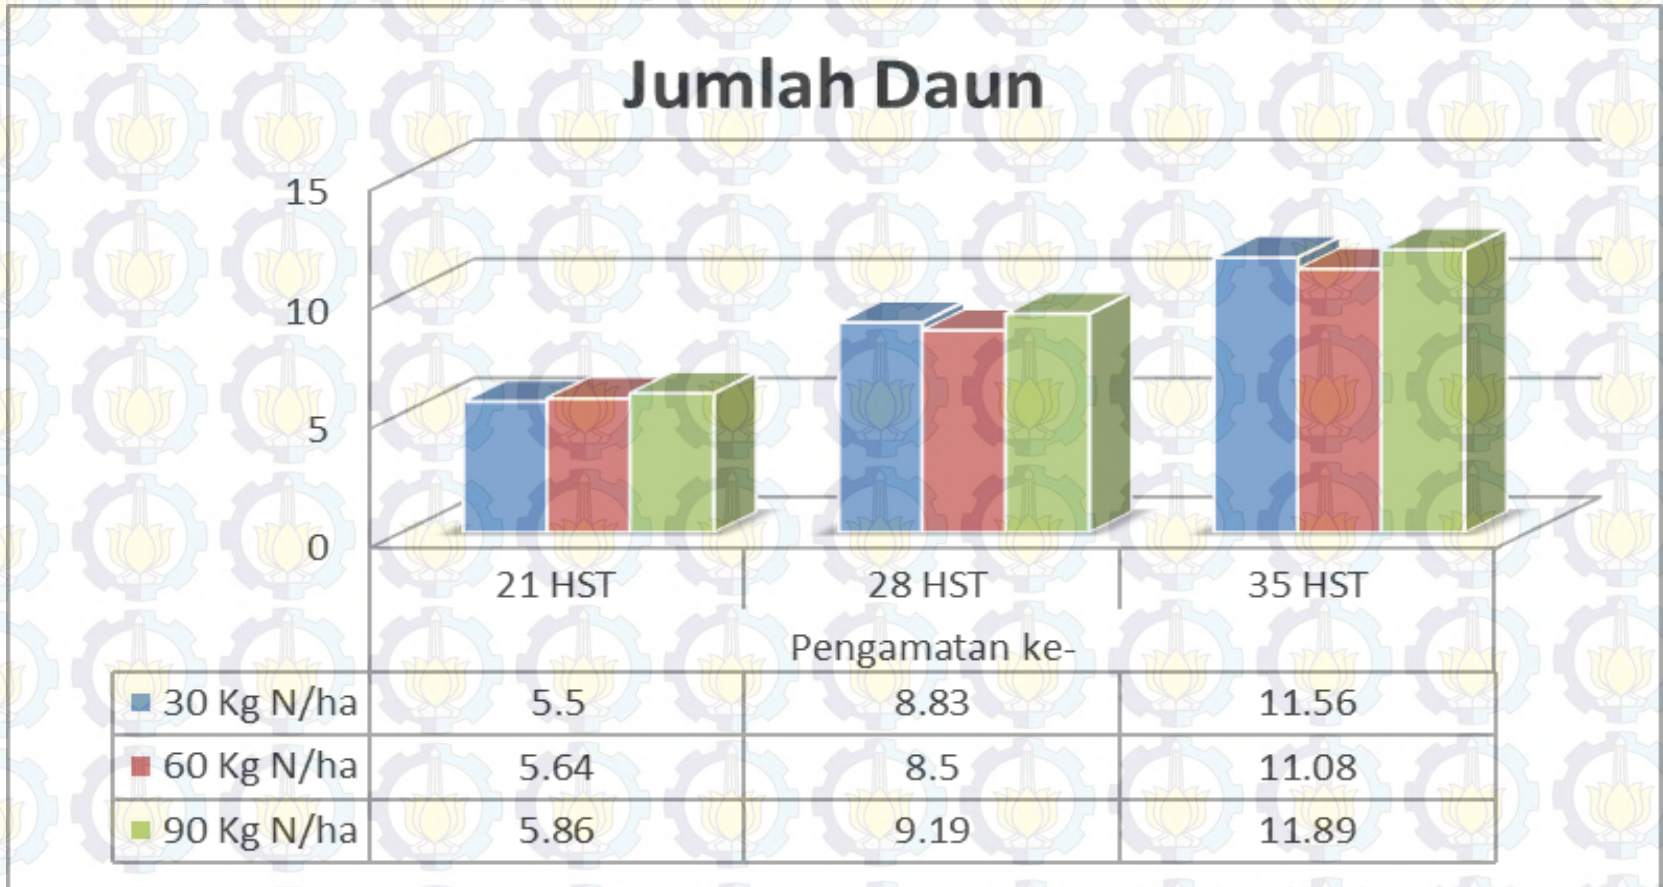 Jumlah Daun
15
10
5
0
21 HST 28 HST 35 HST
Pengamatan ke-
30 Kg N/ha 5.5 8.83 11.56
60 Kg N/ha 5.64 8.5 11.08
90 Kg N/ha 5.86 9.19 11.89